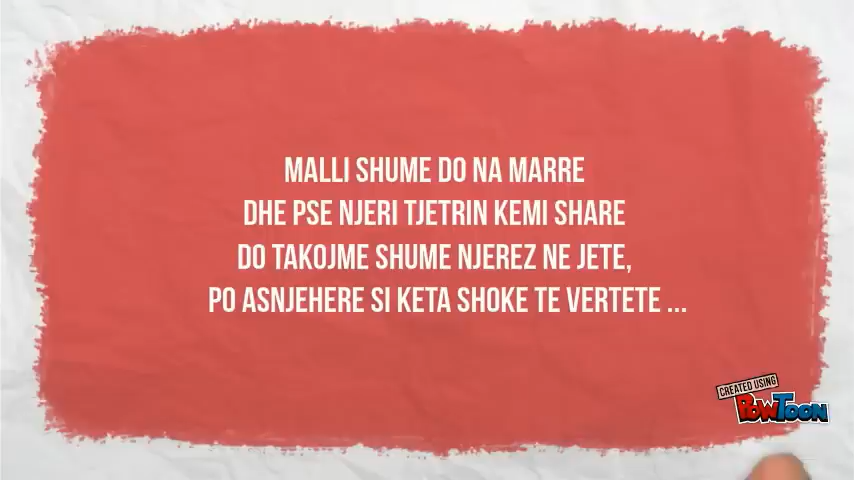 MALLI SHUME DO NA MARRE
DHE PSE NJERI TJETRIN KEMI SHARE
DO TAKOJME SHUME NJEREZ NE JETE,
PO ASNJEHERE SI KETA SHOKE TE VERTETE ...
CREATED USING
POWTOON